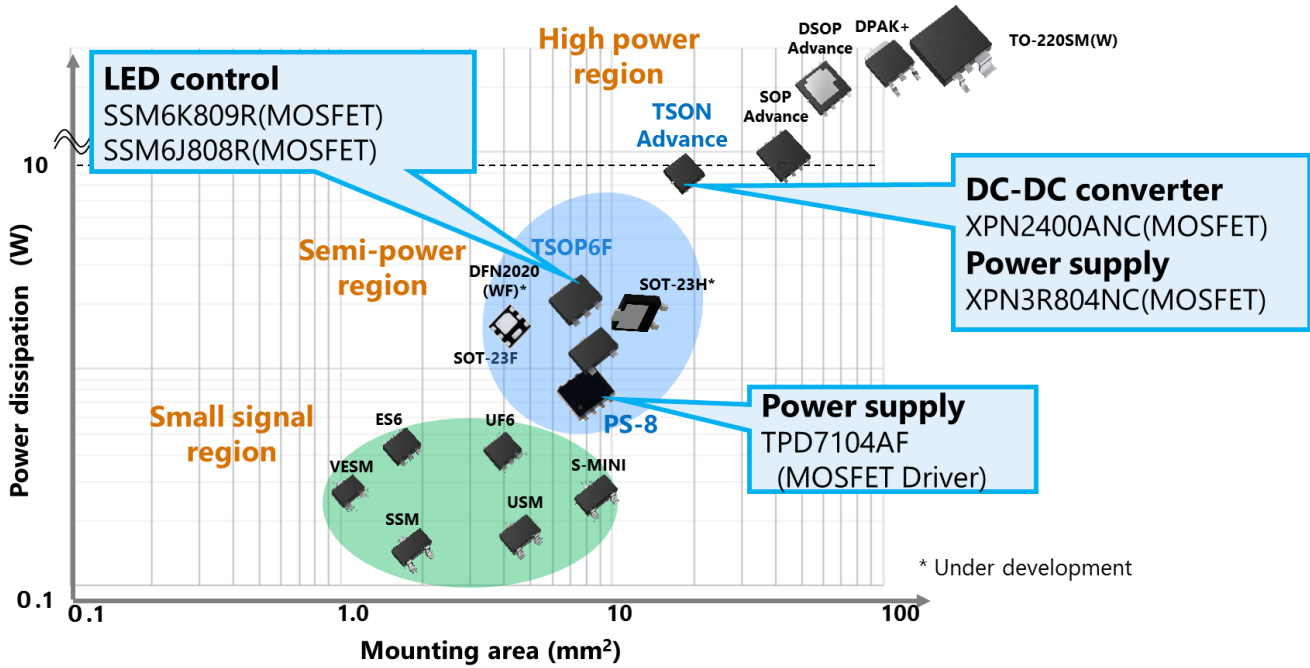 High power
region
DSOP
Advance
DPAK+
TO-220SM(W)
LED control
SSM6K809R(MOSFET)
SSM6J808R(MOSFET)
TSON
Advance
SOP
Advance
10
DC-DC converter
XPN2400ANC(MOSFET)
Power supply
XPN3R804NC(MOSFET)
Semi-power
region
TSOP6F
DFN2020
(WF)*
SOT-23H*
SOT-23F
Power dissipation (W)
Small signal
region
PS-8
Power supply
TPD7104AF
(MOSFET Driver)
ES6
UF6
VESM
S-MINI
SSM
USM
* Under development
0.1
0.1
1.0
10
100
Mounting area (mm²)